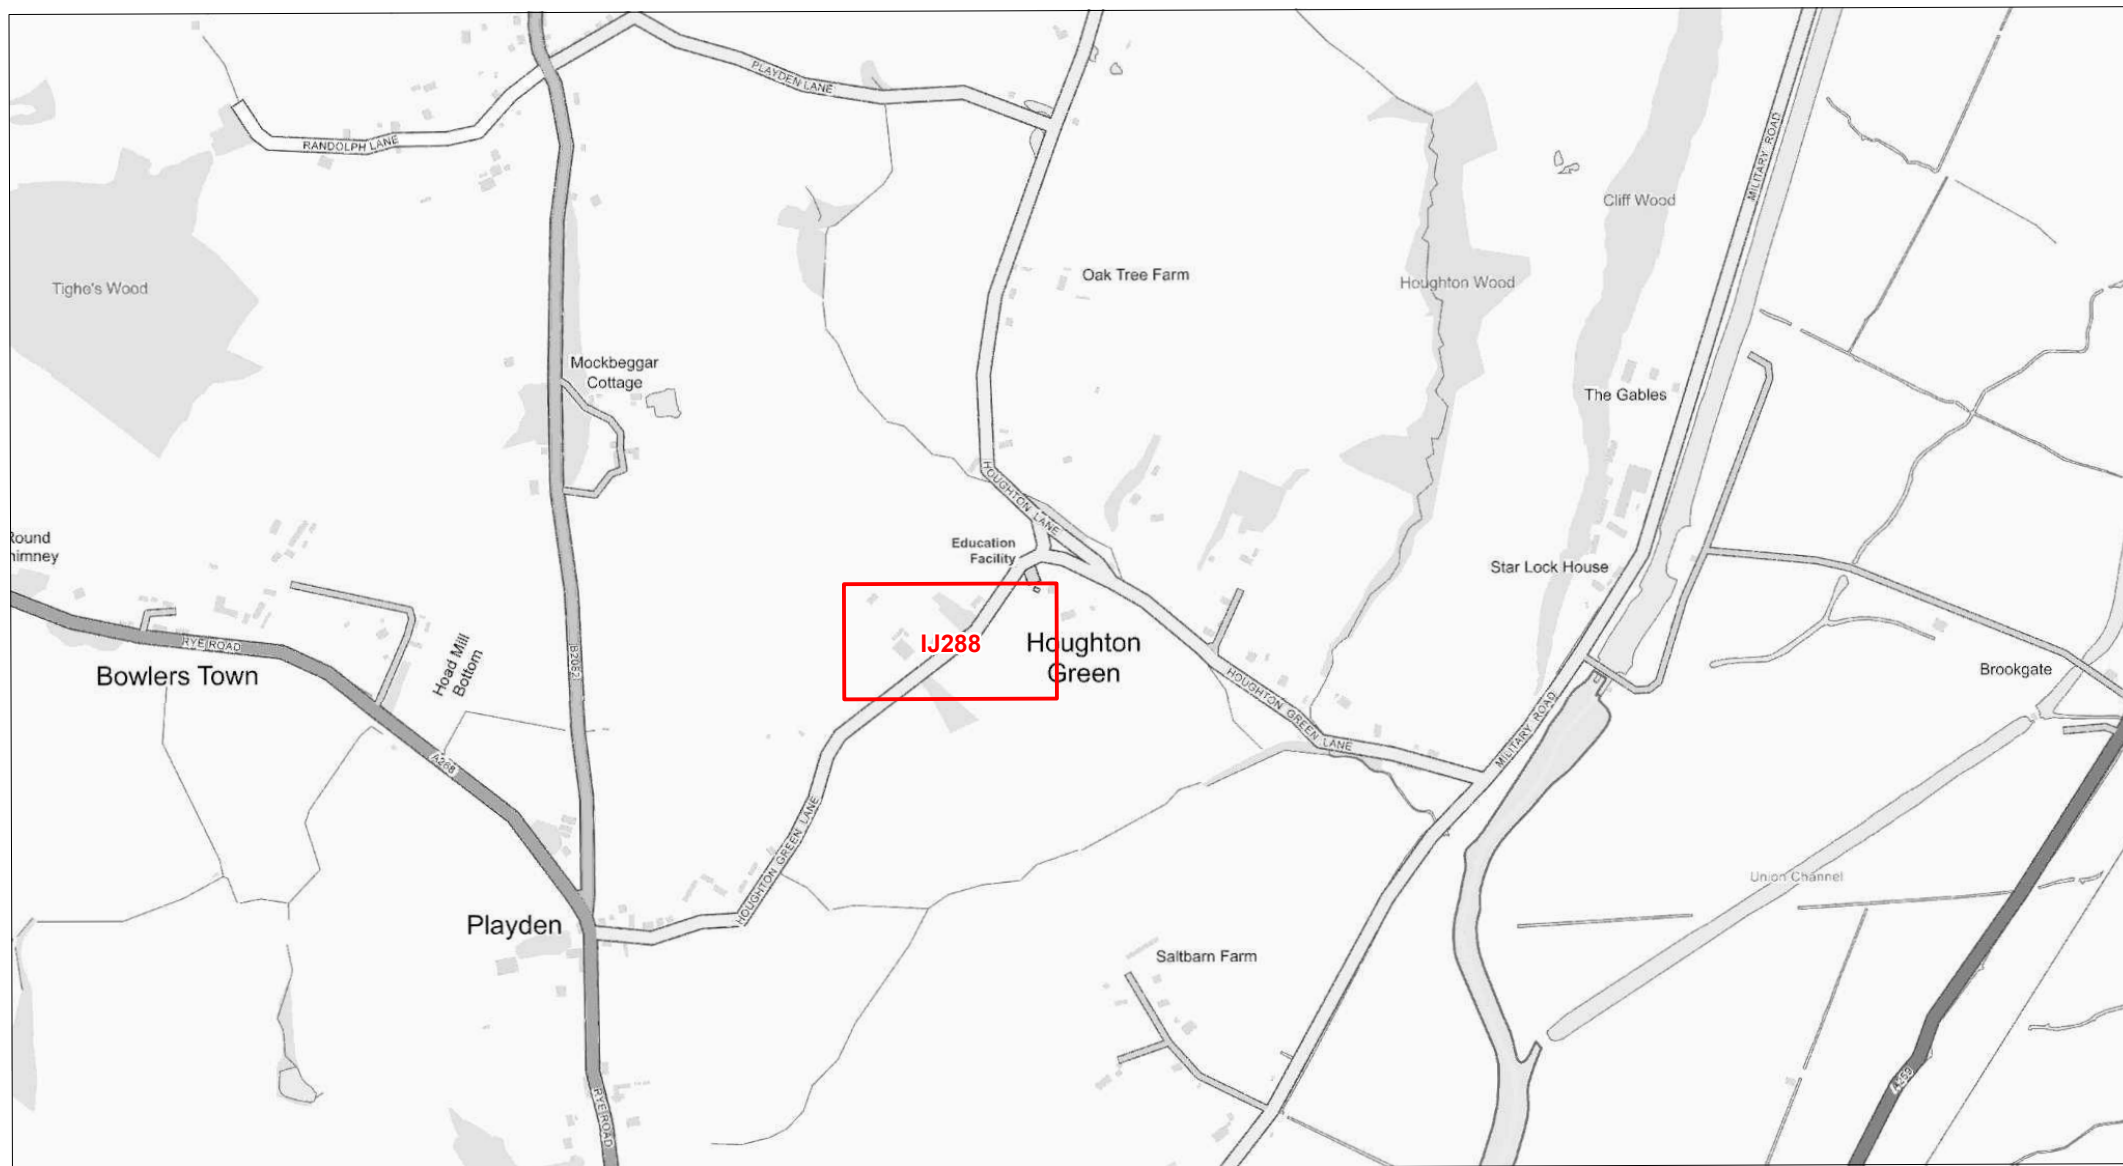 PLAYDEN LANE
RANDOLPH LANE
MILITARY ROAD
Cliff Wood
Oak Tree Farm
Houghton Wood
Tighe's Wood
Mockbeggar
Cottage
The Gables
HOUGHTON LANE
Round
Education
Facility
Star Lock House
IJ288
Houghton
Green
RYE ROAD
Bowlers Town
Hoad Mill
Bottom
B2082
HOUGHTON GREEN LANE
Brookgate
MILITARY ROAD
A268
HOUGHTON GREEN LANE
Union Channel
Playden
Saltbarn Farm
RYE ROAD
A259